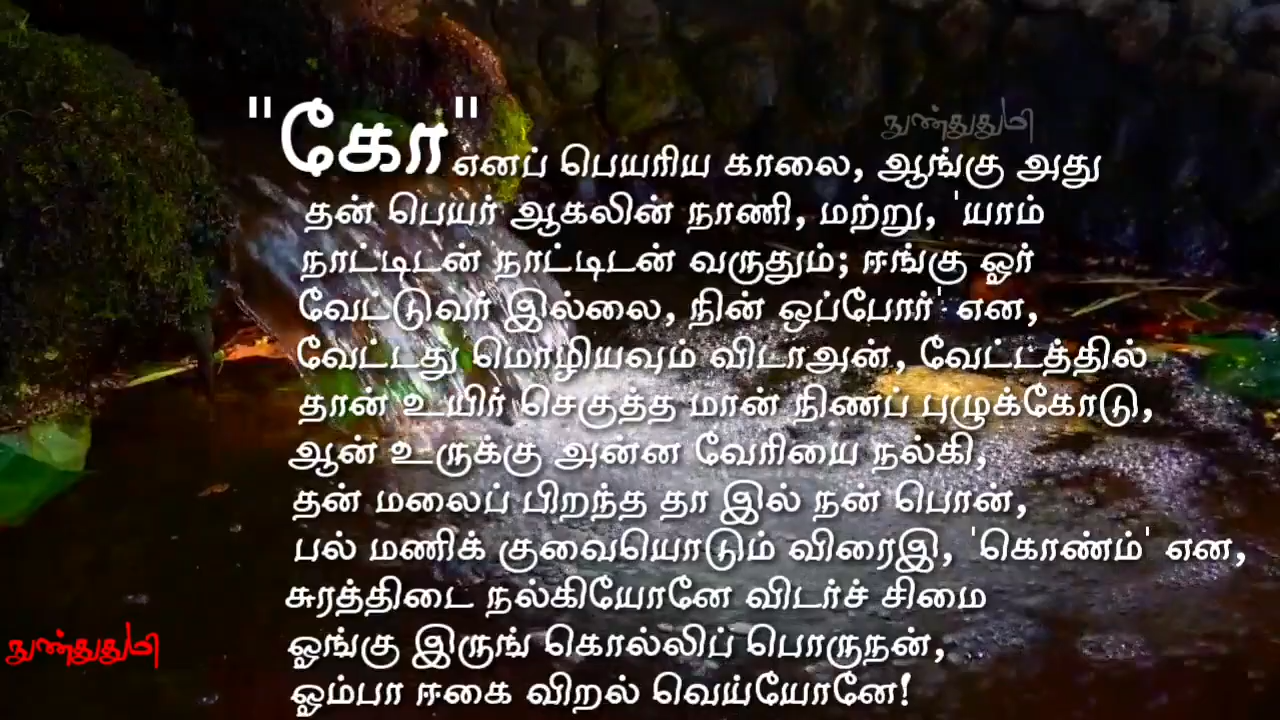 நுண்துதுமி
"கோ" எனப் பெயரிய காலை, ஆங்கு அது
தன் பெயர் ஆகலின் நாணி, மற்று, 'யாம்
நாட்டிடன் நாட்டிடன் வருதும்; ஈங்கு ஓர்
வேட்டுவர் இல்லை, நின் ஒப்போர்' என,
வேட்டது மொழியவும் விடாஅன், வேட்டத்தில்
தான் உயிர் செகுத்த மான் நிணப் புழுக்கோடு,
ஆன் உருக்கு அன்ன வேரியை நல்கி,
தன் மலைப் பிறந்த தா இல் நன் பொன்,
பல் மணிக் குவையொடும் விரைஇ, 'கொண்ம்' என,
சுரத்திடை நல்கியோனே விடர்ச் சிமை
ஓங்கு இருங் கொல்லிப் பொருநன்,
நுண்துதுமி
ஓம்பா ஈகை விறல் வெய்யோனே!